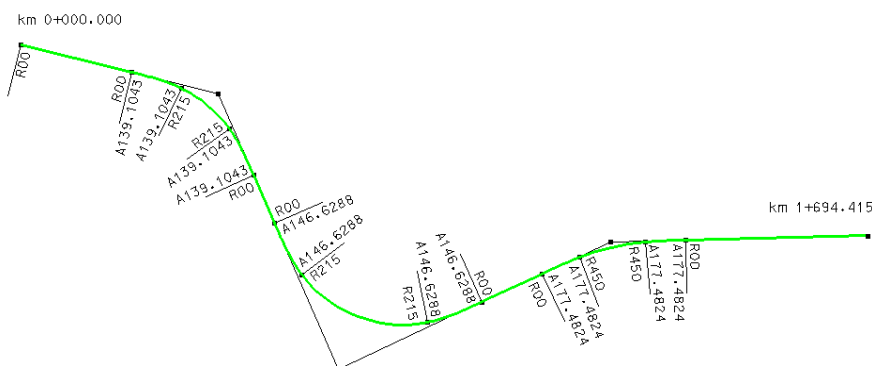 km 0+000.000
R00
R00
A139.1043
A139.1043
R215
R215
A139.1043
A139.1043
R00
R00
A146.6288
A146.6288
R215
A146.6288
R215
A146.6288
R00
R00
A177.4824
R450
A177.4824
R450
A177.4824
R00
A177.4824
km 1+694.415